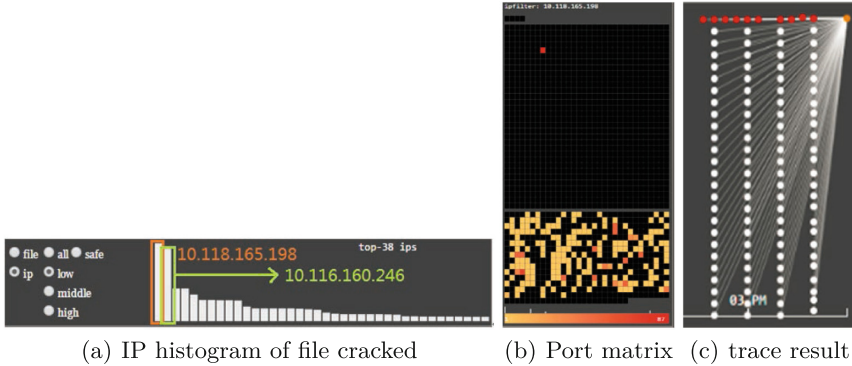 file all safe
ip low
middle
high
top-38 ips
10.118.165.198
10.116.160.246
(a) IP histogram of file cracked
ipfilter: 10.118.165.198
(b) Port matrix
03 PM
(c) trace result